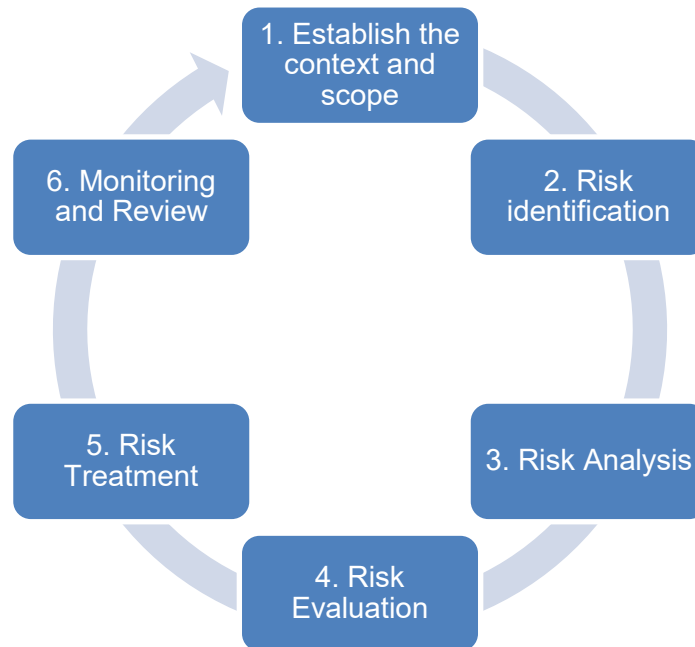 1. Establish the
context and
scope
2. Risk
identification
3. Risk Analysis
4. Risk
Evaluation
5. Risk
Treatment
6. Monitoring
and Review